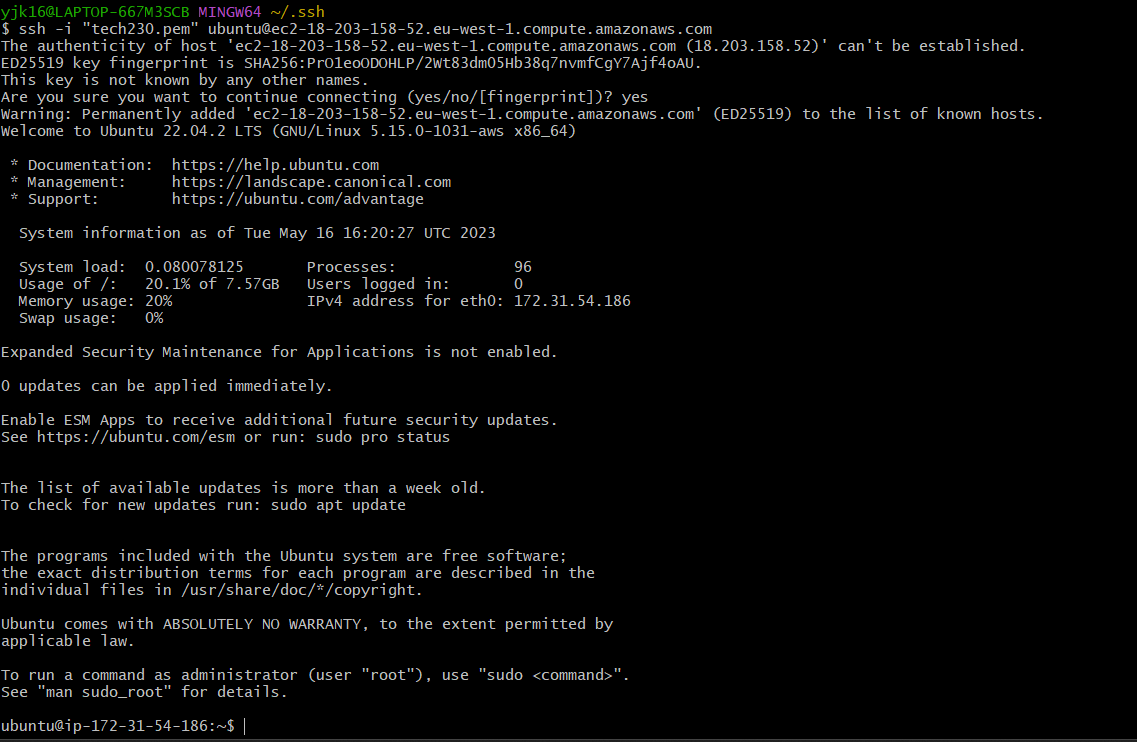 yjk16@LAPTOP-667M3SCB MINGW64 ~/.ssh
$ ssh -i "tech230.pem" ubuntu@ec2-18-203-158-52.eu-west-1.compute.amazonaws.com
The authenticity of host 'ec2-18-203-158-52.eu-west-1.compute.amazonaws.com (18.203.158.52)' can't be established.
ED25519 key fingerprint is SHA256:PrO1eoODOHLP/2Wt83dm05Hb38q7nvmfCgY7Ajf4oAU.
This key is not known by any other names.
Are you sure you want to continue connecting (yes/no/[fingerprint])? yes
Warning: Permanently added 'ec2-18-203-158-52.eu-west-1.compute.amazonaws.com' (ED25519) to the list of known hosts.
Welcome to Ubuntu 22.04.2 LTS (GNU/Linux 5.15.0-1031-aws x86_64)

 * Documentation:  https://help.ubuntu.com
 * Management:     https://landscape.canonical.com
 * Support:        https://ubuntu.com/advantage

  System information as of Tue May 16 16:20:27 UTC 2023

  System load:  0.080078125       Processes:             96
  Usage of /:   20.1% of 7.57GB   Users logged in:       0
  Memory usage: 20%               IPv4 address for eth0: 172.31.54.186
  Swap usage:   0%

Expanded Security Maintenance for Applications is not enabled.

0 updates can be applied immediately.

Enable ESM Apps to receive additional future security updates.
See https://ubuntu.com/esm or run: sudo pro status


The list of available updates is more than a week old.
To check for new updates run: sudo apt update


The programs included with the Ubuntu system are free software;
the exact distribution terms for each program are described in the
individual files in /usr/share/doc/*/copyright.

Ubuntu comes with ABSOLUTELY NO WARRANTY, to the extent permitted by
applicable law.

To run a command as administrator (user "root"), use "sudo <command>".
See "man sudo_root" for details.

ubuntu@ip-172-31-54-186:~$